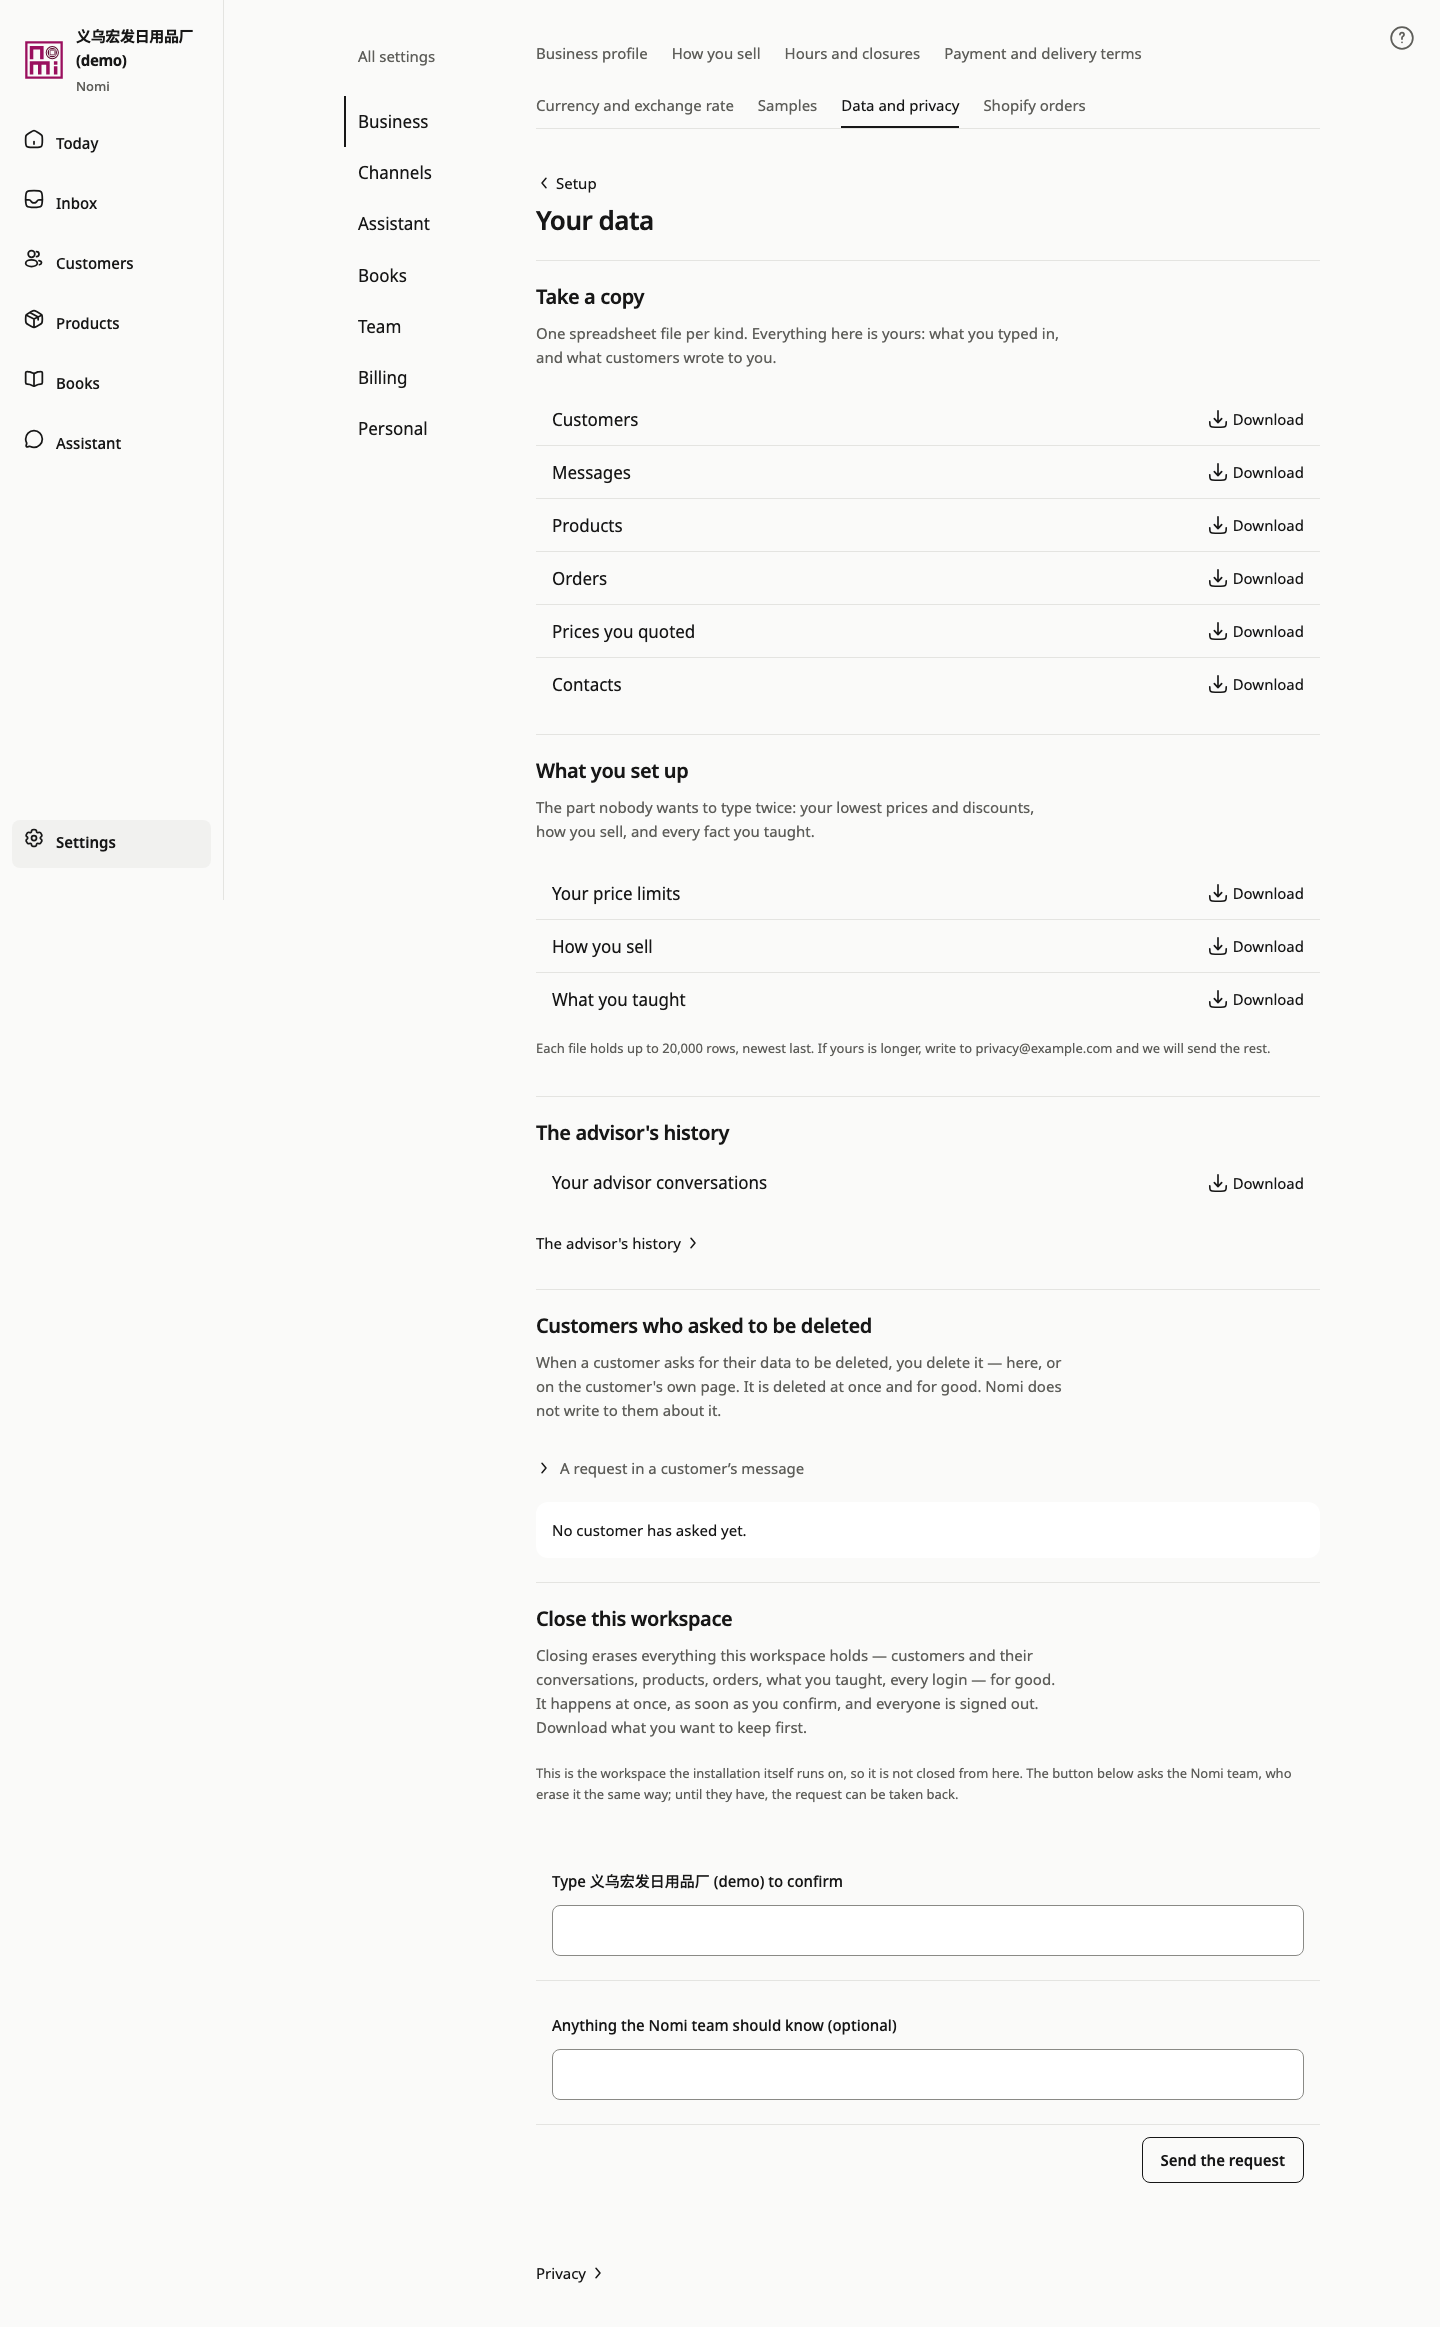 义乌宏发日用品厂
(demo)
Nomi
Today
Inbox
Customers
Products
Books
Assistant
Settings
All settings
Business
Channels
Assistant
Books
Team
Billing
Personal
Business profile How you sell Hours and closures Payment and delivery terms
Currency and exchange rate Samples Data and privacy Shopify orders
Setup
Your data
Take a copy
One spreadsheet file per kind. Everything here is yours: what you typed in,
and what customers wrote to you.
Customers Download
Messages Download
Products Download
Orders Download
Prices you quoted Download
Contacts Download
What you set up
The part nobody wants to type twice: your lowest prices and discounts,
how you sell, and every fact you taught.
Your price limits Download
How you sell Download
What you taught Download
Each file holds up to 20,000 rows, newest last. If yours is longer, write to privacy@example.com and we will send the rest.
The advisor's history
Your advisor conversations Download
The advisor's history
Customers who asked to be deleted
When a customer asks for their data to be deleted, you delete it — here, or
on the customer's own page. It is deleted at once and for good. Nomi does
not write to them about it.
A request in a customer’s message
No customer has asked yet.
Close this workspace
Closing erases everything this workspace holds — customers and their
conversations, products, orders, what you taught, every login — for good.
It happens at once, as soon as you confirm, and everyone is signed out.
Download what you want to keep first.
This is the workspace the installation itself runs on, so it is not closed from here. The button below asks the Nomi team, who
erase it the same way; until they have, the request can be taken back.
Type 义乌宏发日用品厂 (demo) to confirm
Anything the Nomi team should know (optional)
Send the request
Privacy